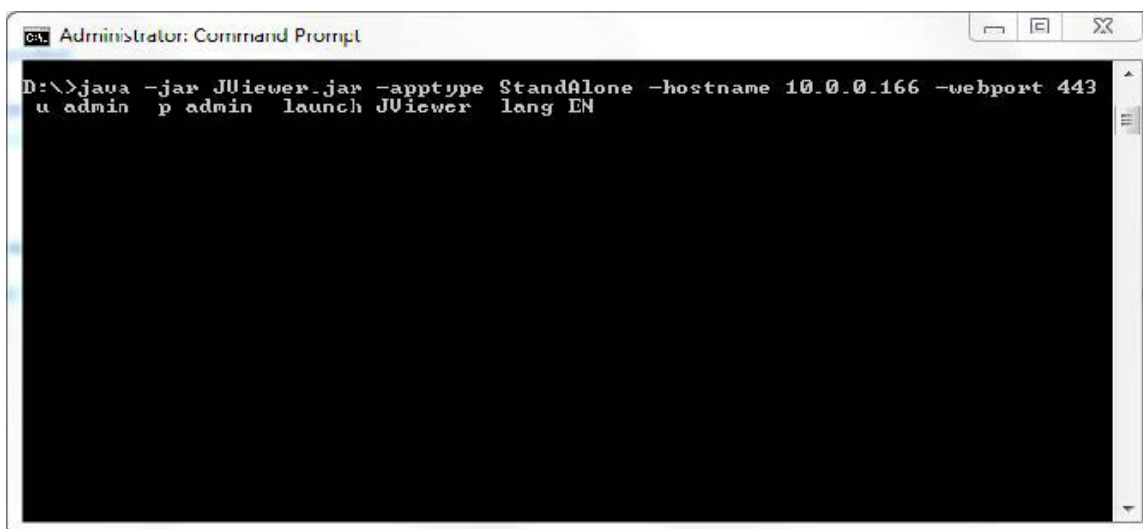 Administrator: Command Prompt
D:\>java -jar JViewer.jar -apptype StandAlone -hostname 10.0.0.166 -webport 443
u admin p admin launch JViewer lang EN